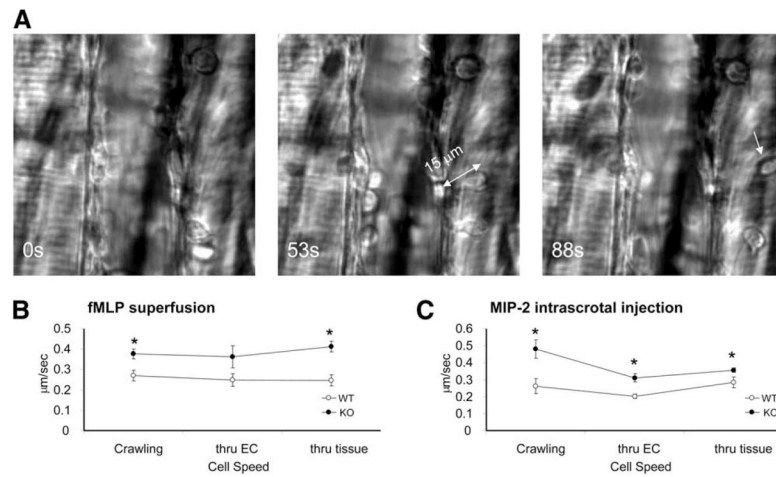 A
0s
53s
15 µm
88s
B fMLP superfusion
0.5
0.4
0.3
0.2
0.1
0
µm/sec
*
*
WT
KO
Crawling thru EC thru tissue
Cell Speed
C MIP-2 intrascrotal injection
0.6
0.5
0.4
0.3
0.2
0.1
0
µm/sec
*
*
*
WT
KO
Crawling thru EC thru tissue
Cell Speed